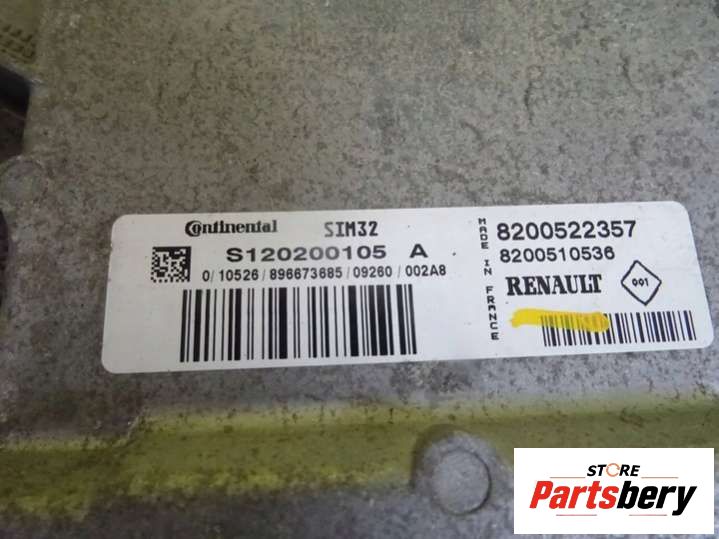 Continental SIM32
S120200105 A
0/10526/896673685/09260/002A8
MADE IN FRANCE
8200522357
8200510536
RENAULT 001
STORE
Partsbery